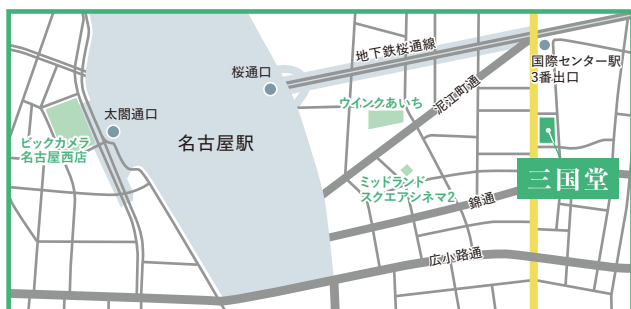 地下鉄桜通線
国際センター駅
3番出口
桜通口
ウインクあいち
泥江町通
太閤通口
名古屋駅
ビックカメラ
名古屋西店
三国堂
ミッドランド
スクエアシネマ2
錦通
広小路通